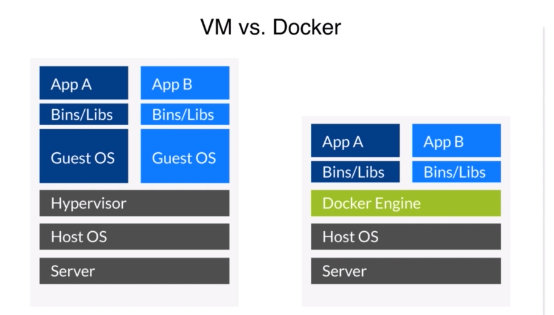 VM vs. Docker
App A
App B
Bins/Libs
Bins/Libs
Guest OS
Guest OS
Hypervisor
Host OS
Server
App A
App B
Bins/Libs
Bins/Libs
Docker Engine
Host OS
Server